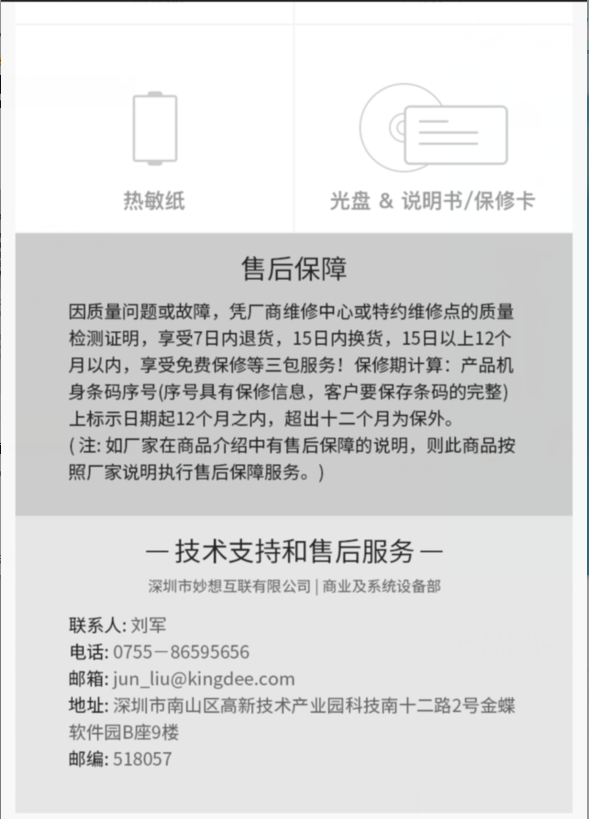 热敏纸
光盘 & 说明书/保修卡
售后保障
因质量问题或故障，凭厂商维修中心或特约维修点的质量
检测证明，享受7日内退货，15日内换货，15日以上12个
月以内，享受免费保修等三包服务！保修期计算：产品机
身条码序号(序号具有保修信息，客户要保存条码的完整)
上标示日期起12个月之内，超出十二个月为保外。
( 注: 如厂家在商品介绍中有售后保障的说明，则此商品按
照厂家说明执行售后保障服务。)
— 技术支持和售后服务 —
深圳市妙想互联有限公司 | 商业及系统设备部
联系人: 刘军
电话: 0755－86595656
邮箱: jun_liu@kingdee.com
地址: 深圳市南山区高新技术产业园科技南十二路2号金蝶
软件园B座9楼
邮编: 518057